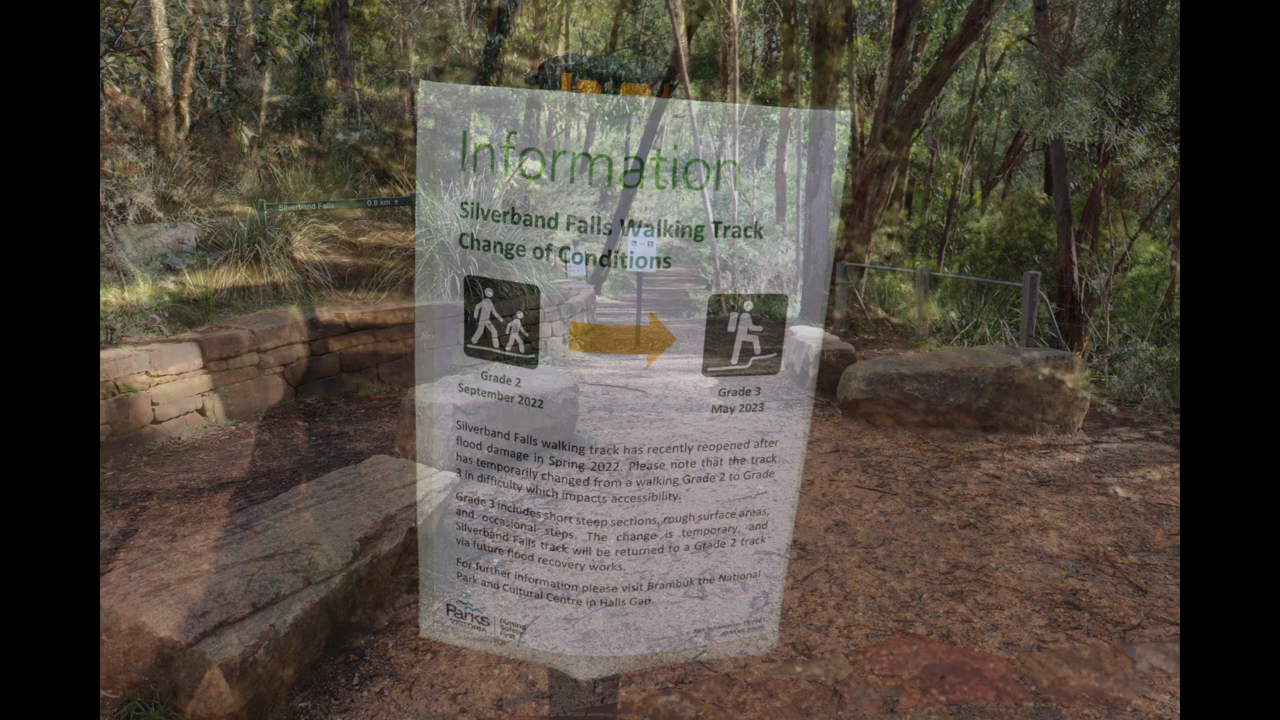 Information
Silverband Falls Walking Track
Change of Conditions
Silverband Falls 0.8 km
Grade 2
September 2022
Grade 3
May 2023
Silverband Falls walking track has recently reopened after
flood damage in Spring 2022. Please note that the track
has temporarily changed from a walking Grade 2 to Grade
3 in difficulty which impacts accessibility.
Grade 3 includes short steep sections, rough surface areas,
and occasional steps. The change is temporary, and
Silverband Falls track will be returned to a Grade 2 track
via future flood recovery works.
For further information please visit Brambuk the National
Park and Cultural Centre in Halls Gap.
Parks
VICTORIA